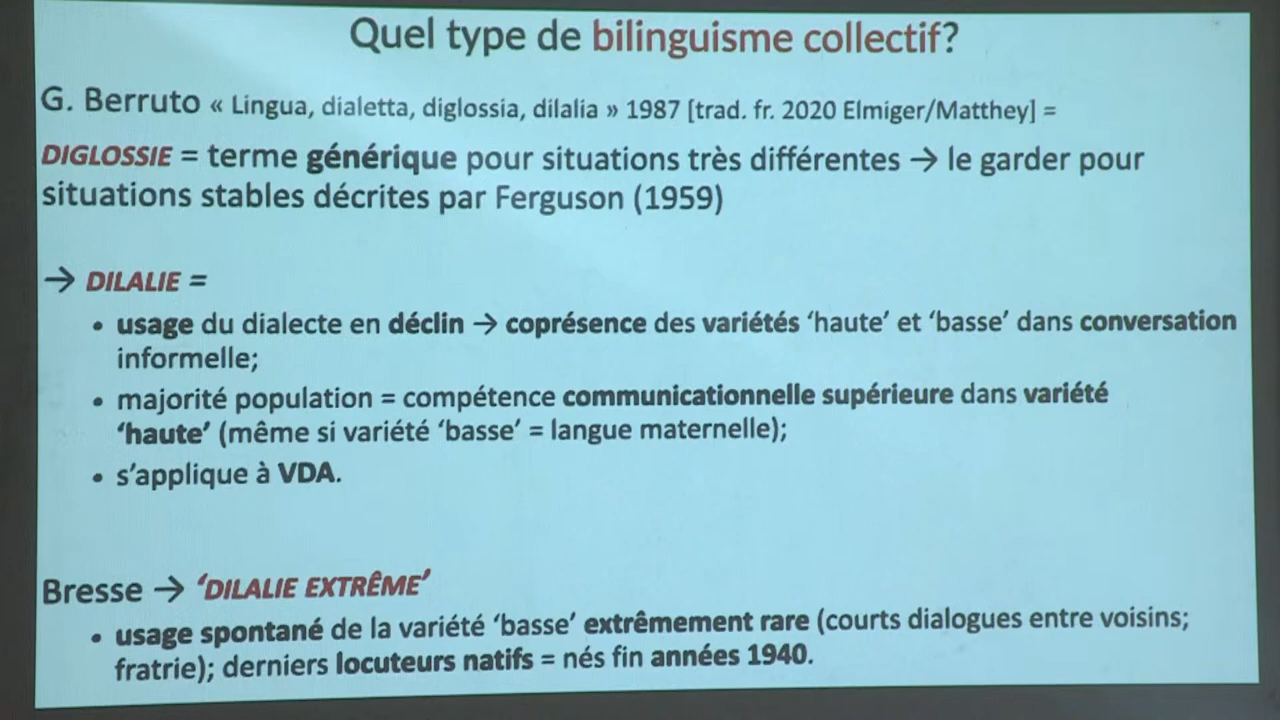 Quel type de bilinguisme collectif?
G. Berruto « Lingua, dialetta, diglossia, dilalia » 1987 [trad. fr. 2020 Elmiger/Matthey] =
DIGLOSSIE = terme générique pour situations très différentes → le garder pour
situations stables décrites par Ferguson (1959)
→ DILALIE =
• usage du dialecte en déclin → coprésence des variétés ‘haute’ et ‘basse’ dans conversation
informelle;
• majorité population = compétence communicationnelle supérieure dans variété
‘haute’ (même si variété ‘basse’ = langue maternelle);
• s’applique à VDA.
Bresse → ‘DILALIE EXTRÊME’
• usage spontané de la variété ‘basse’ extrêmement rare (courts dialogues entre voisins;
fratrie); derniers locuteurs natifs = nés fin années 1940.